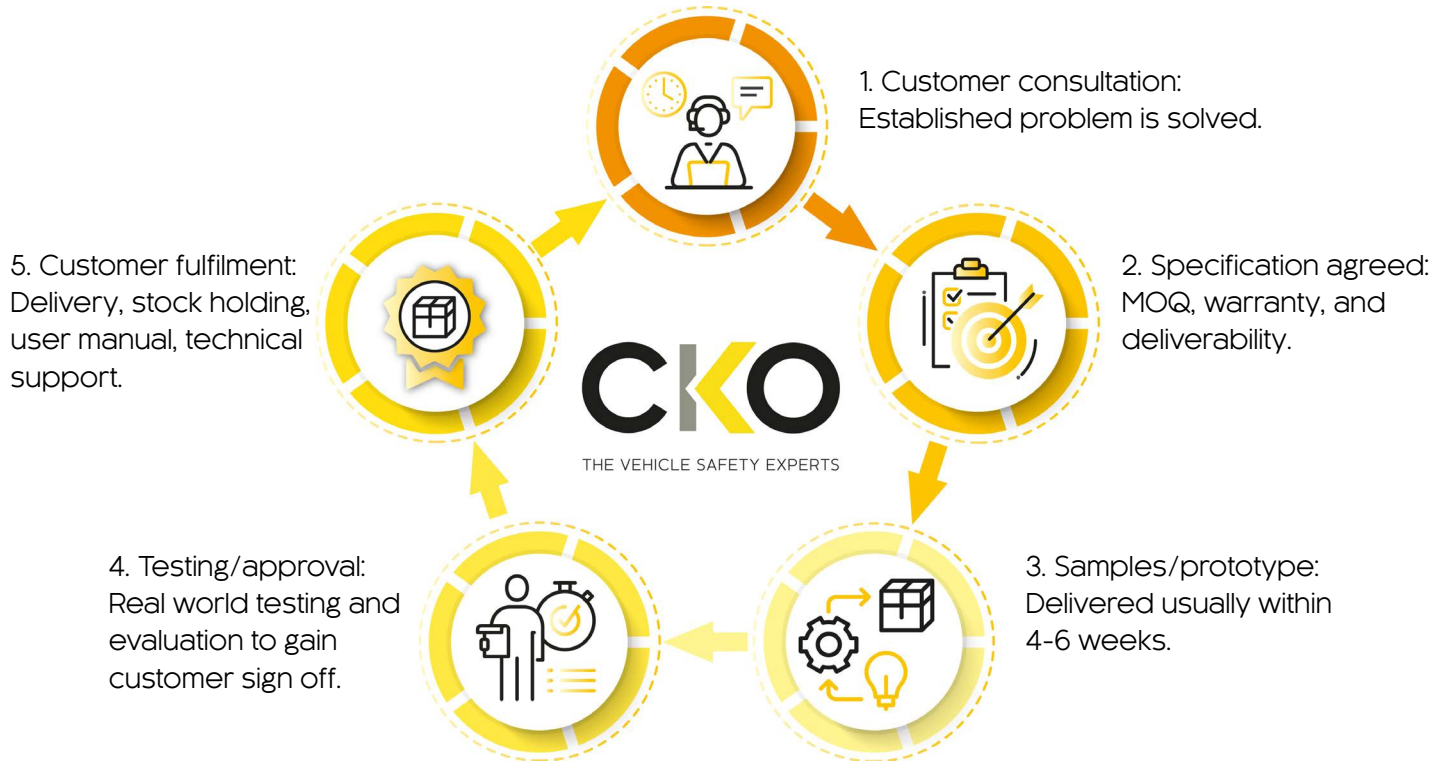 1. Customer consultation:
Established problem is solved.
2. Specification agreed:
MOQ, warranty, and
deliverability.
3. Samples/prototype:
Delivered usually within
4-6 weeks.
4. Testing/approval:
Real world testing and
evaluation to gain
customer sign off.
5. Customer fulfilment:
Delivery, stock holding,
user manual, technical
support.
CKO
THE VEHICLE SAFETY EXPERTS